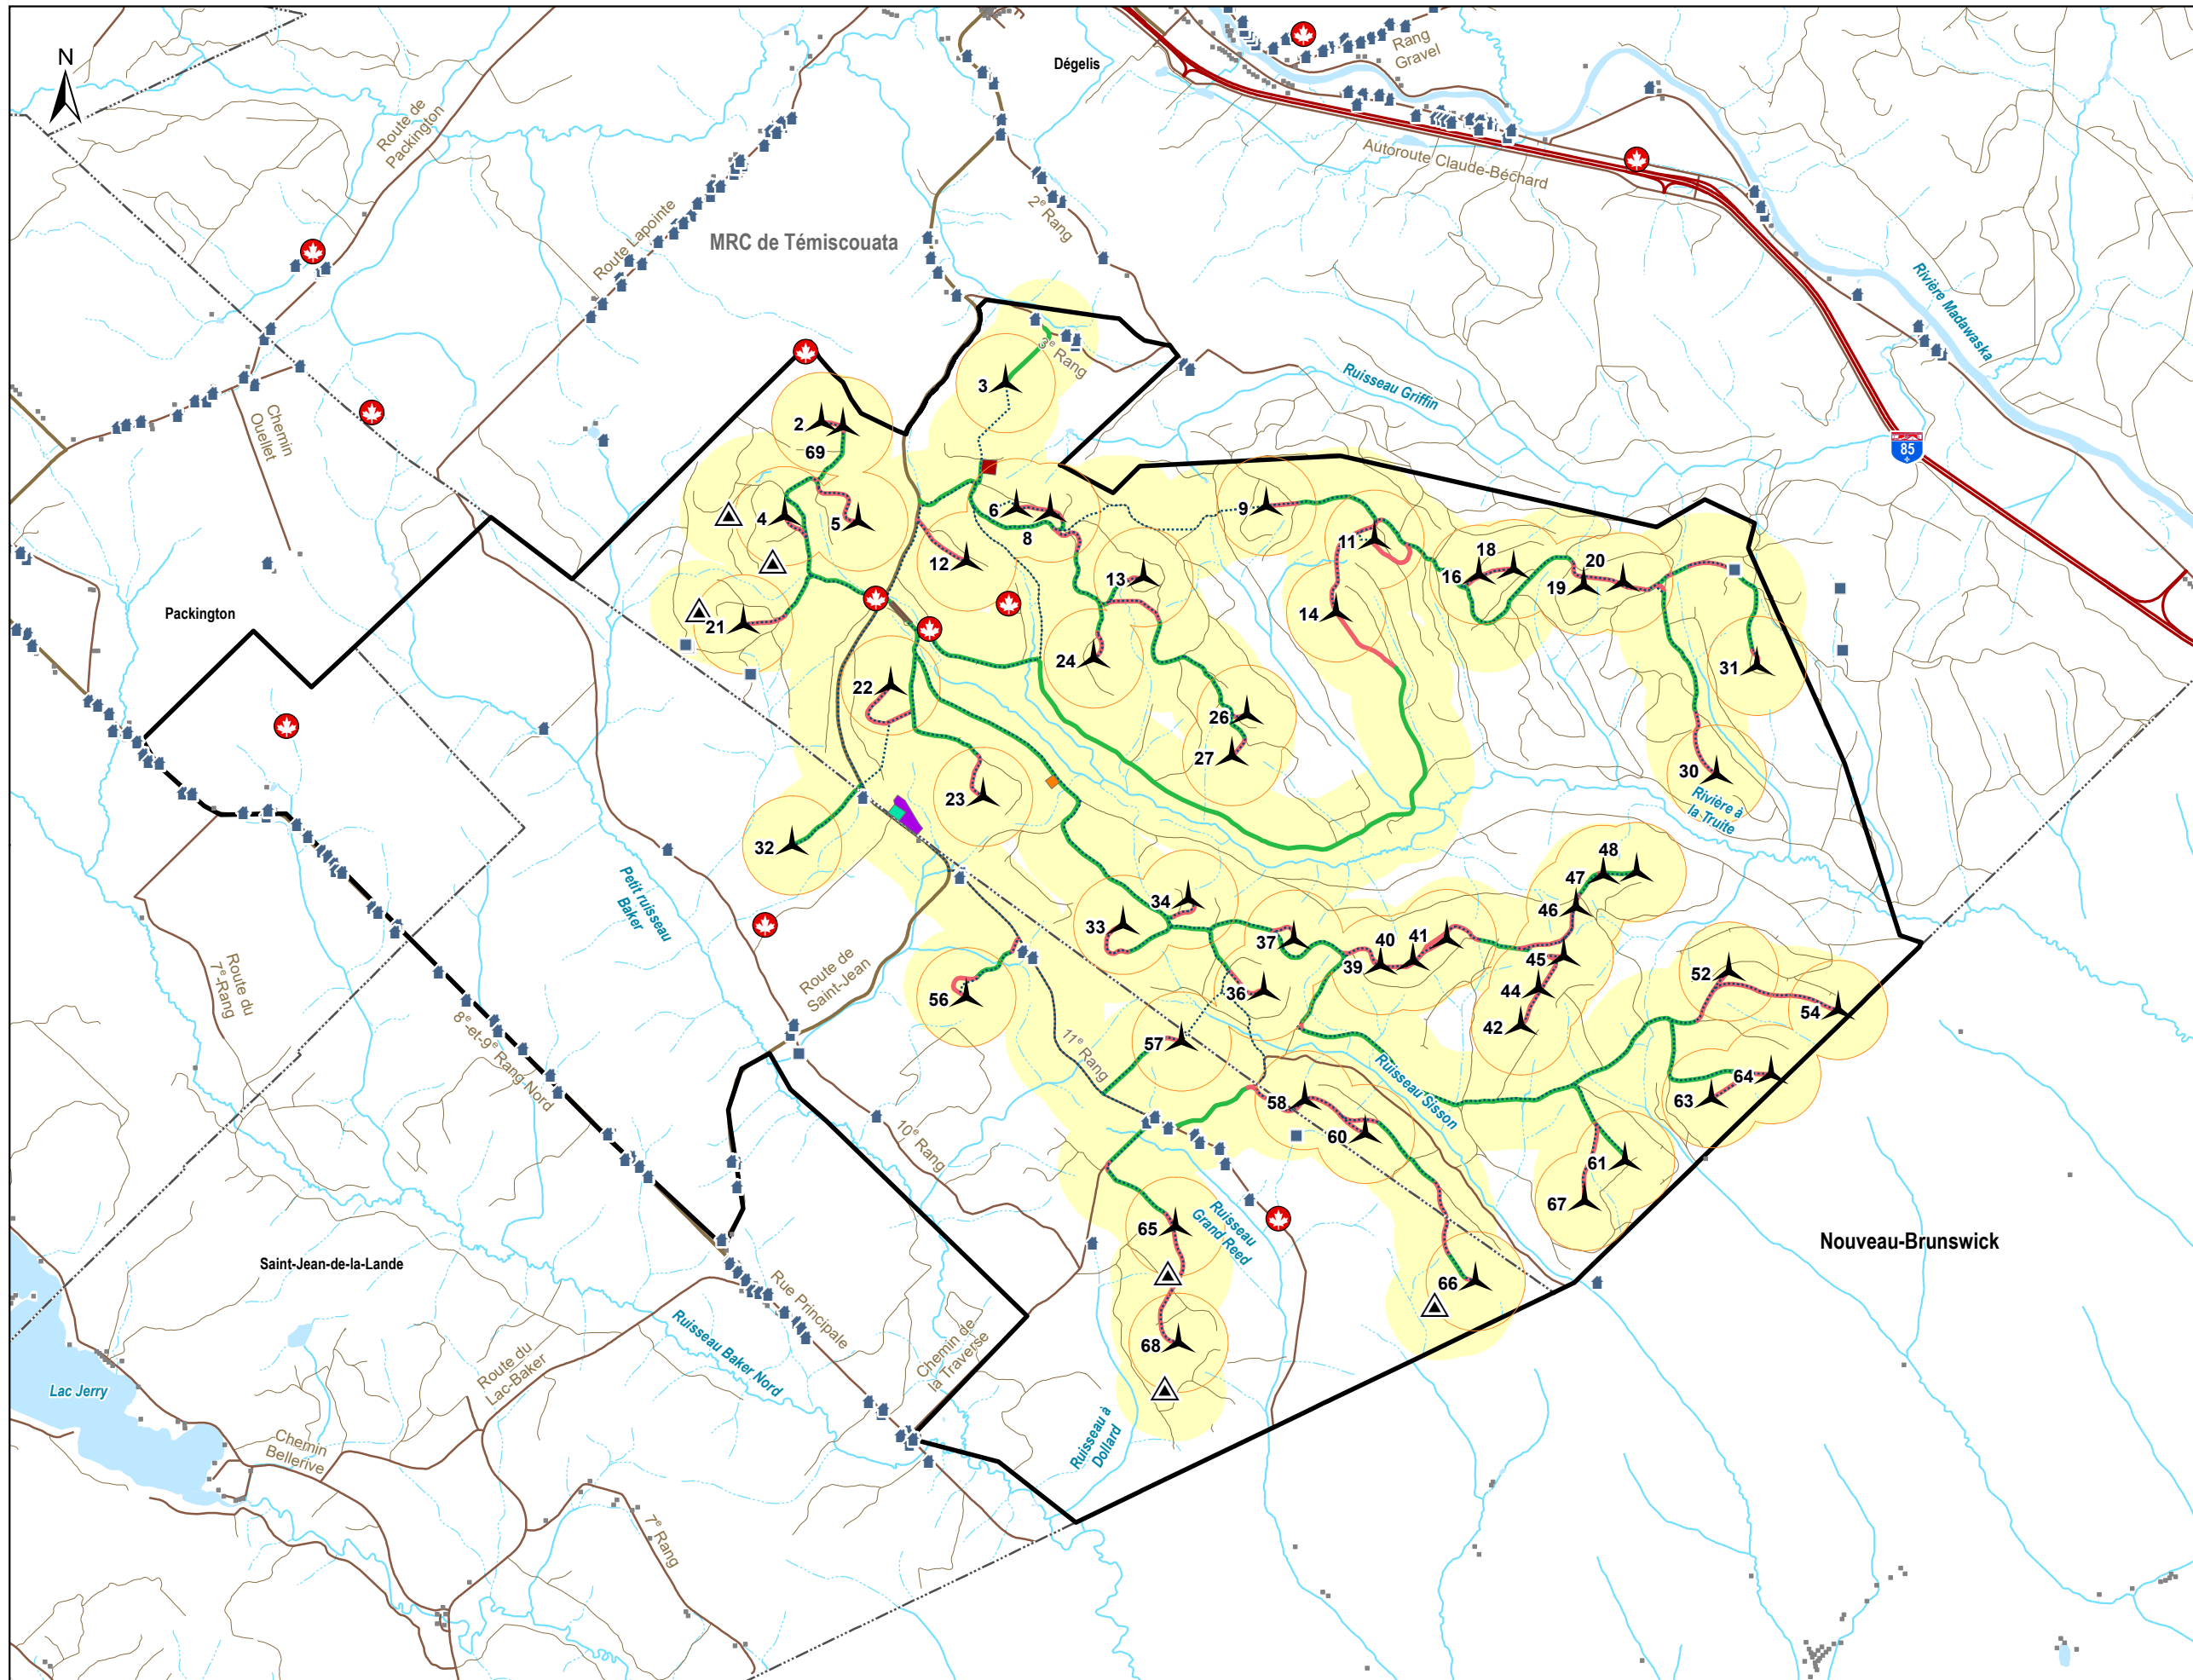 N
Dégelis
Rang
Gravel
Route de
Packington
Autoroute Claude-Béchard
Route Lapointe
2e Rang
MRC de Témiscouata
Rivière Madawaska
3e Rang
3
Ruisseau Griffin
Chemin
Ouellet
2
69
85
4
5
6
8
9
11
12
13
16
18
19
20
14
Packington
21
24
31
22
26
27
30
23
Rivière à
la Truite
32
48
47
34
46
33
Petit ruisseau
Baker
37
40
41
39
45
52
Route de
Saint-Jean
Route du
7e-Rang
56
36
44
54
42
8e-et-9e Rang Nord
57
11e Rang
Ruisseau Sisson
64
63
58
10e Rang
60
61
67
65
Ruisseau
Grand Reed
Nouveau-Brunswick
Saint-Jean-de-la-Lande
66
Rue Principale
68
Ruisseau Baker Nord
Chemin de
la Traverse
Route du
Lac-Baker
Lac Jerry
Ruisseau à
Dollard
Chemin
Bellerive
7e Rang